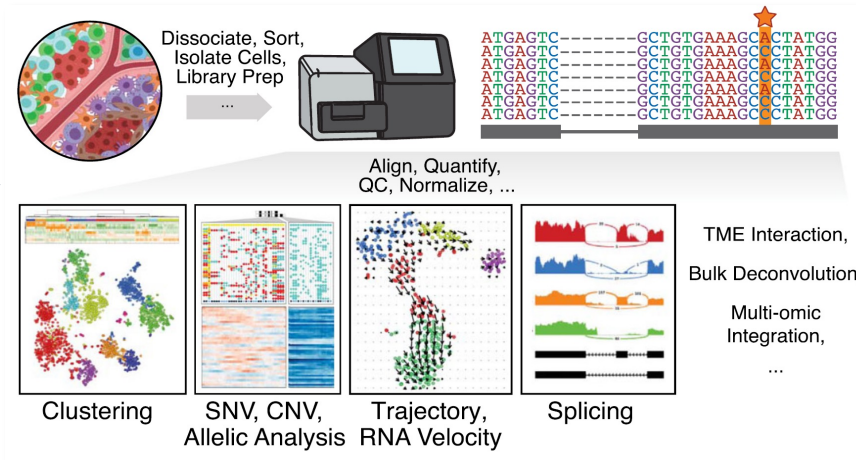 Dissociate, Sort,
Isolate Cells,
Library Prep
...
ATGAGTC--------GCTGTGAAAGCACTATGG
ATGAGTC--------GCTGTGAAAGCCCTATGG
ATGAGTC--------GCTGTGAAAGCACTATGG
ATGAGTC--------GCTGTGAAAGCACTATGG
ATGAGTC--------GCTGTGAAAGCACTATGG
ATGAGTC--------GCTGTGAAAGCCCTATGG
ATGAGTC--------GCTGTGAAAGCCCTATGG
Align, Quantify,
QC, Normalize, ...
TME Interaction,
Bulk Deconvolution
Multi-omic
Integration,
...
Clustering
SNV, CNV,
Allelic Analysis
Trajectory,
RNA Velocity
Splicing